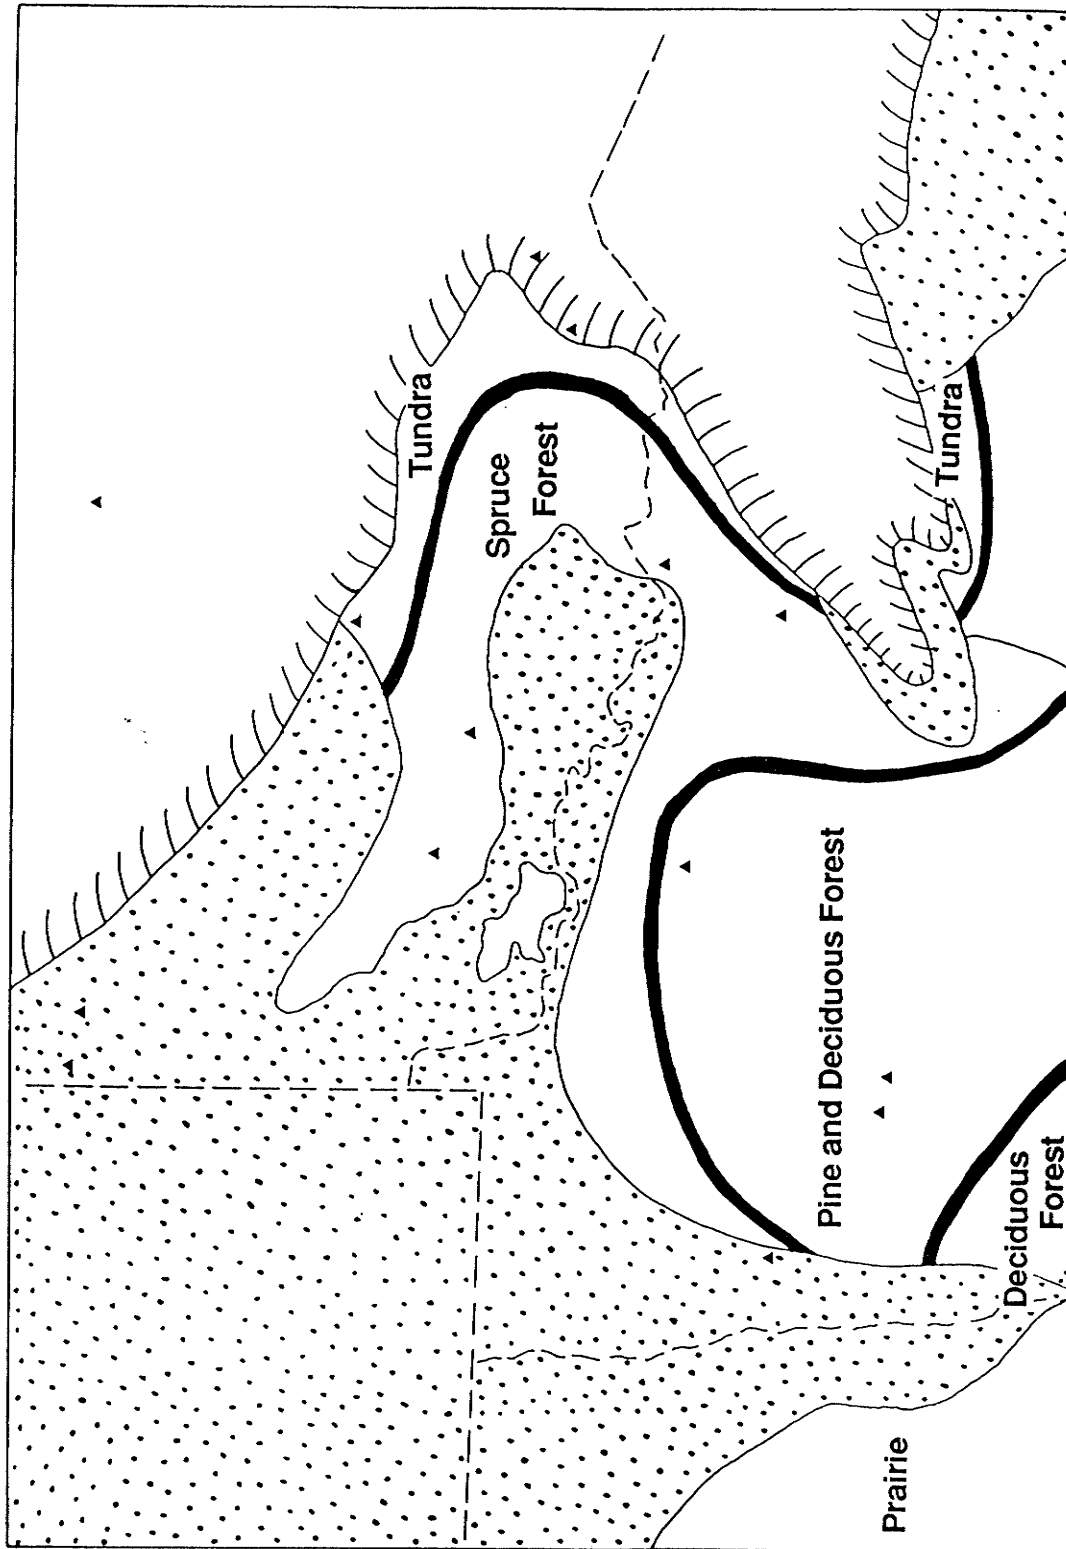 Tundra
Spruce
Forest
Tundra
Pine and Deciduous Forest
Deciduous
Forest
Prairie